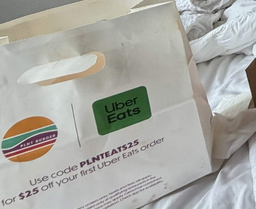 PLNT BURGER
Uber
Eats
Use code PLNTEATS25
for $25 off your first Uber Eats order